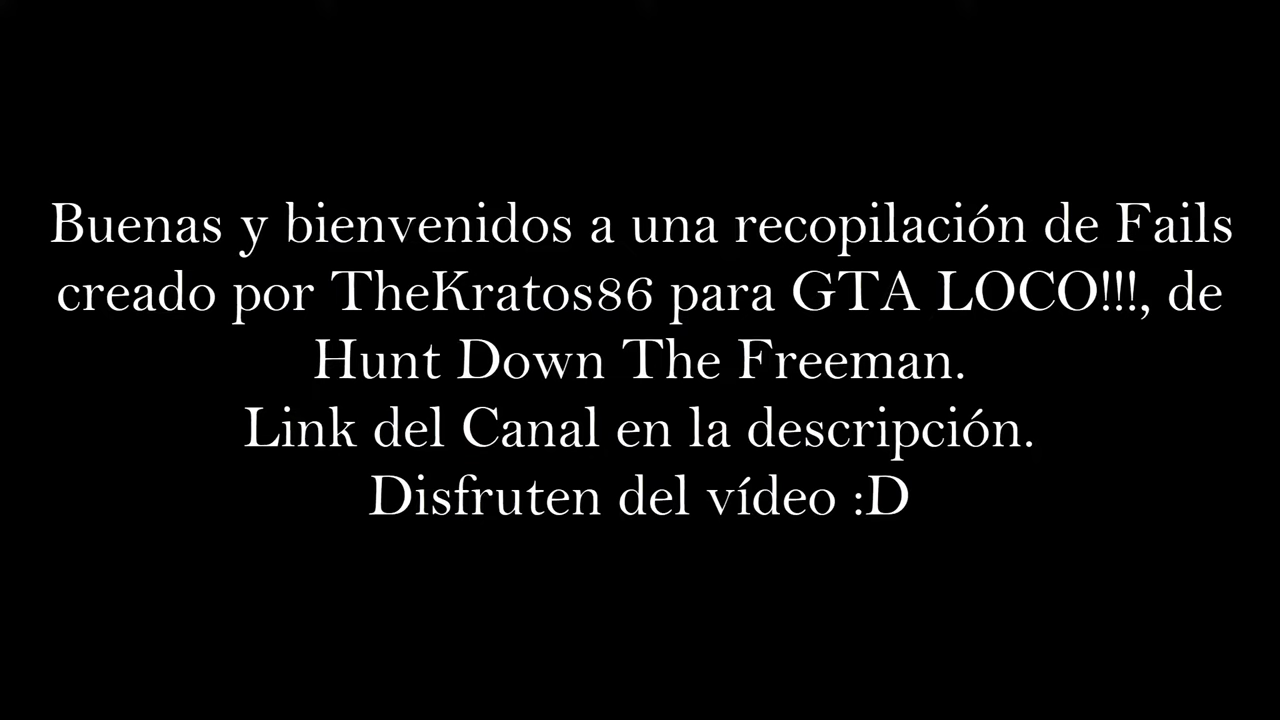 Buenas y bienvenidos a una recopilación de Fails
creado por TheKratos86 para GTA LOCO!!!, de
Hunt Down The Freeman.
Link del Canal en la descripción.
Disfruten del vídeo :D